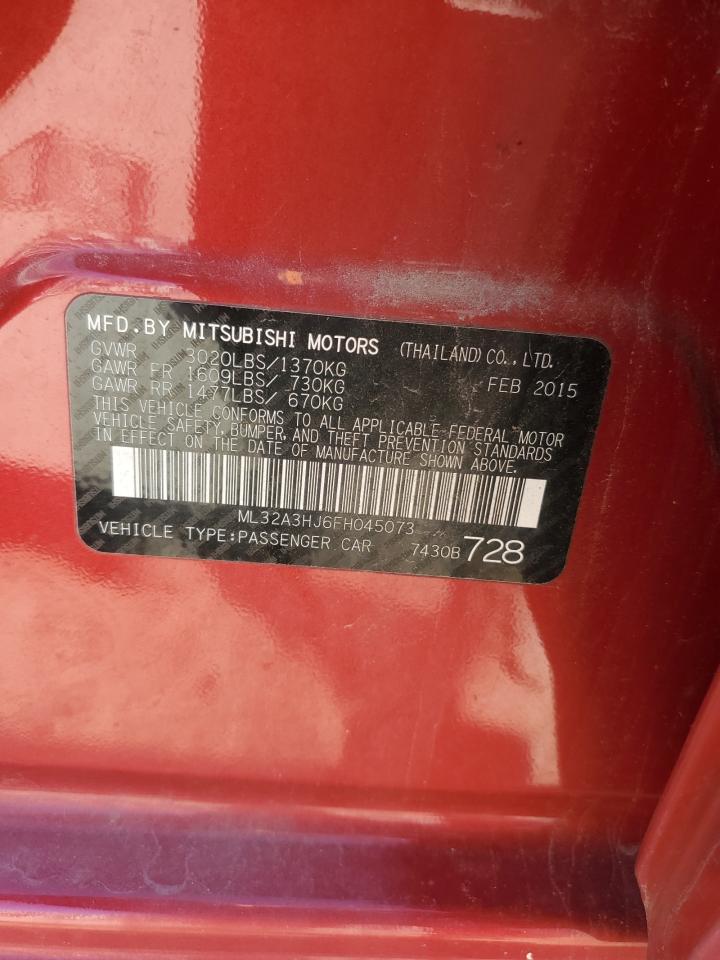 MFD.BY MITSUBISHI MOTORS (THAILAND) CO., LTD.
GVWR 3020LBS/1370KG FEB 2015
GAWR FR 1609LBS/ 730KG
GAWR RR 1477LBS/ 670KG
THIS VEHICLE CONFORMS TO ALL APPLICABLE FEDERAL MOTOR
VEHICLE SAFETY, BUMPER, AND THEFT PREVENTION STANDARDS
IN EFFECT ON THE DATE OF MANUFACTURE SHOWN ABOVE.
ML32A3HJ6FH045073
VEHICLE TYPE:PASSENGER CAR 7430B 728